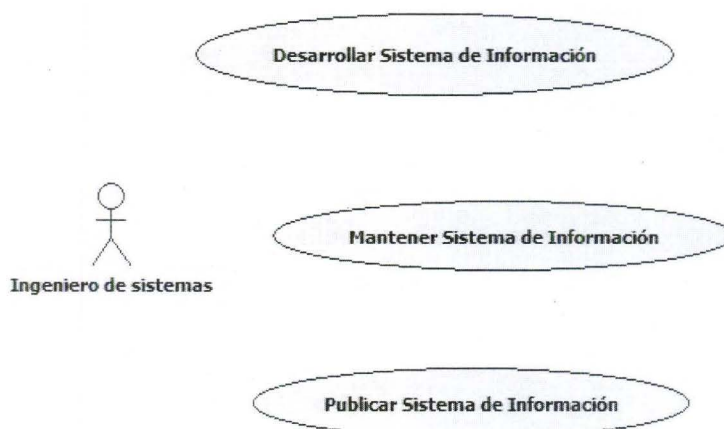 Desarrollar Sistema de Información
Mantener Sistema de Información
Ingeniero de sistemas
Publicar Sistema de Información